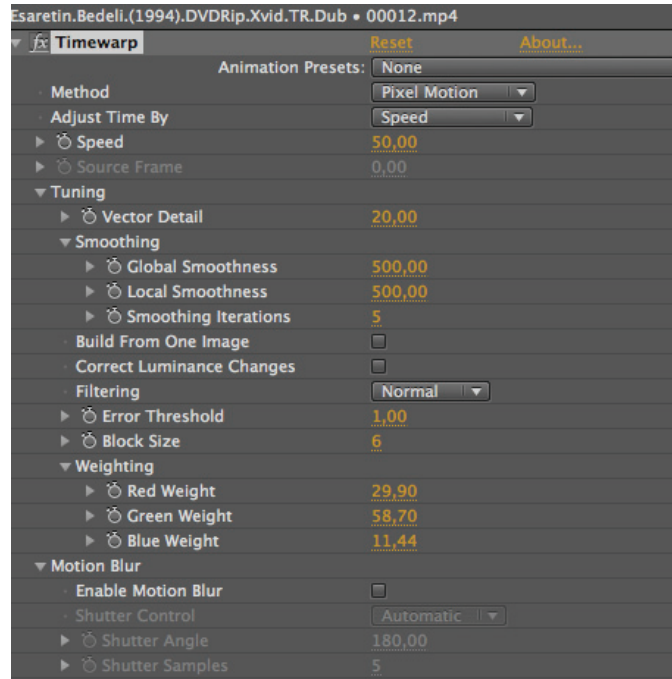 Esaretin.Bedeli.(1994).DVDRip.Xvid.TR.Dub • 00012.mp4
fx Timewarp Reset About...
Animation Presets: None
Method Pixel Motion
Adjust Time By Speed
Speed 50,00
Source Frame 0,00
Tuning
Vector Detail 20,00
Smoothing
Global Smoothness 500,00
Local Smoothness 500,00
Smoothing Iterations 5
Build From One Image
Correct Luminance Changes
Filtering Normal
Error Threshold 1,00
Block Size 6
Weighting
Red Weight 29,90
Green Weight 58,70
Blue Weight 11,44
Motion Blur
Enable Motion Blur
Shutter Control Automatic
Shutter Angle 180,00
Shutter Samples 5